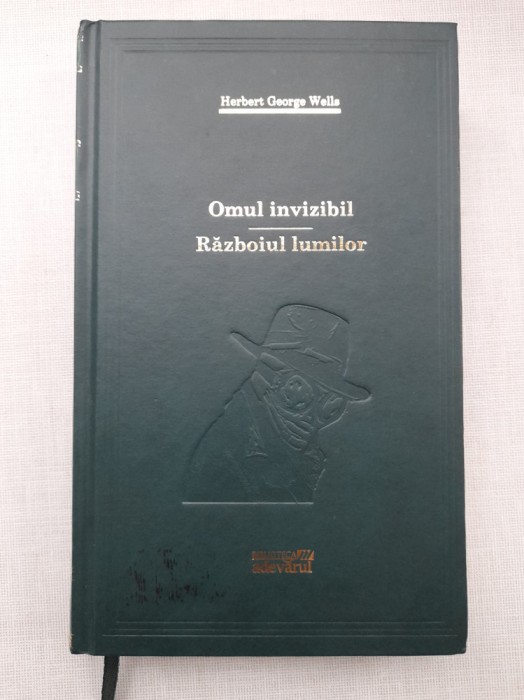 Herbert George Wells
Omul invizibil
Războiul lumilor
adevărul